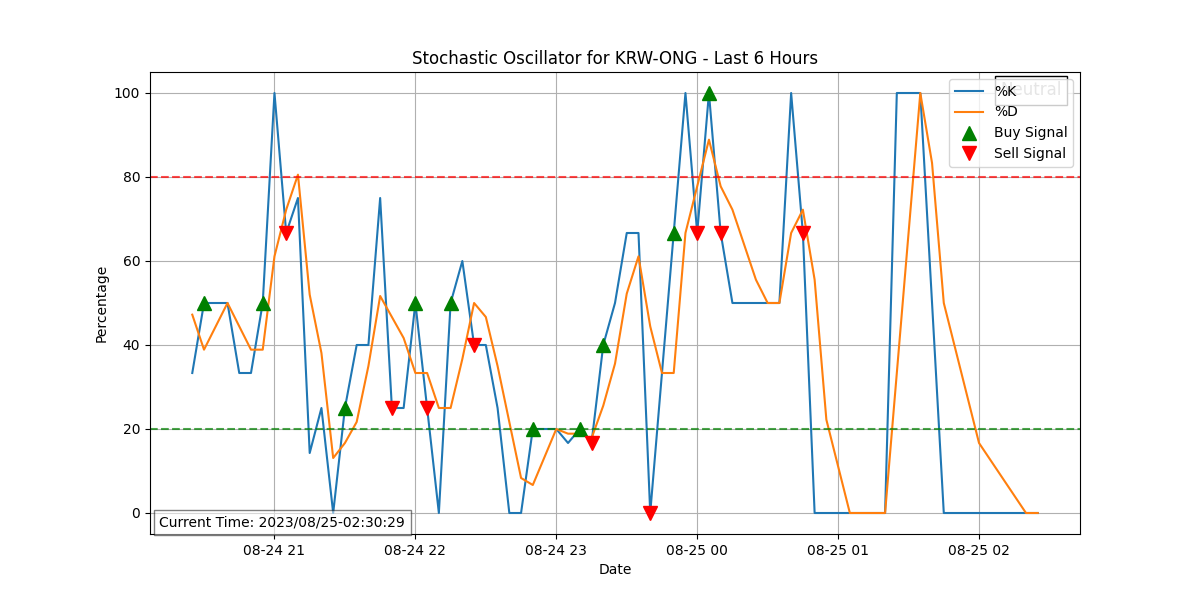 Stochastic Oscillator for KRW-ONG - Last 6 Hours
Neutral
%K
%D
Buy Signal
Sell Signal
Percentage
100
80
60
40
20
0
Current Time: 2023/08/25-02:30:29
08-24 21
08-24 22
08-24 23
08-25 00
08-25 01
08-25 02
Date